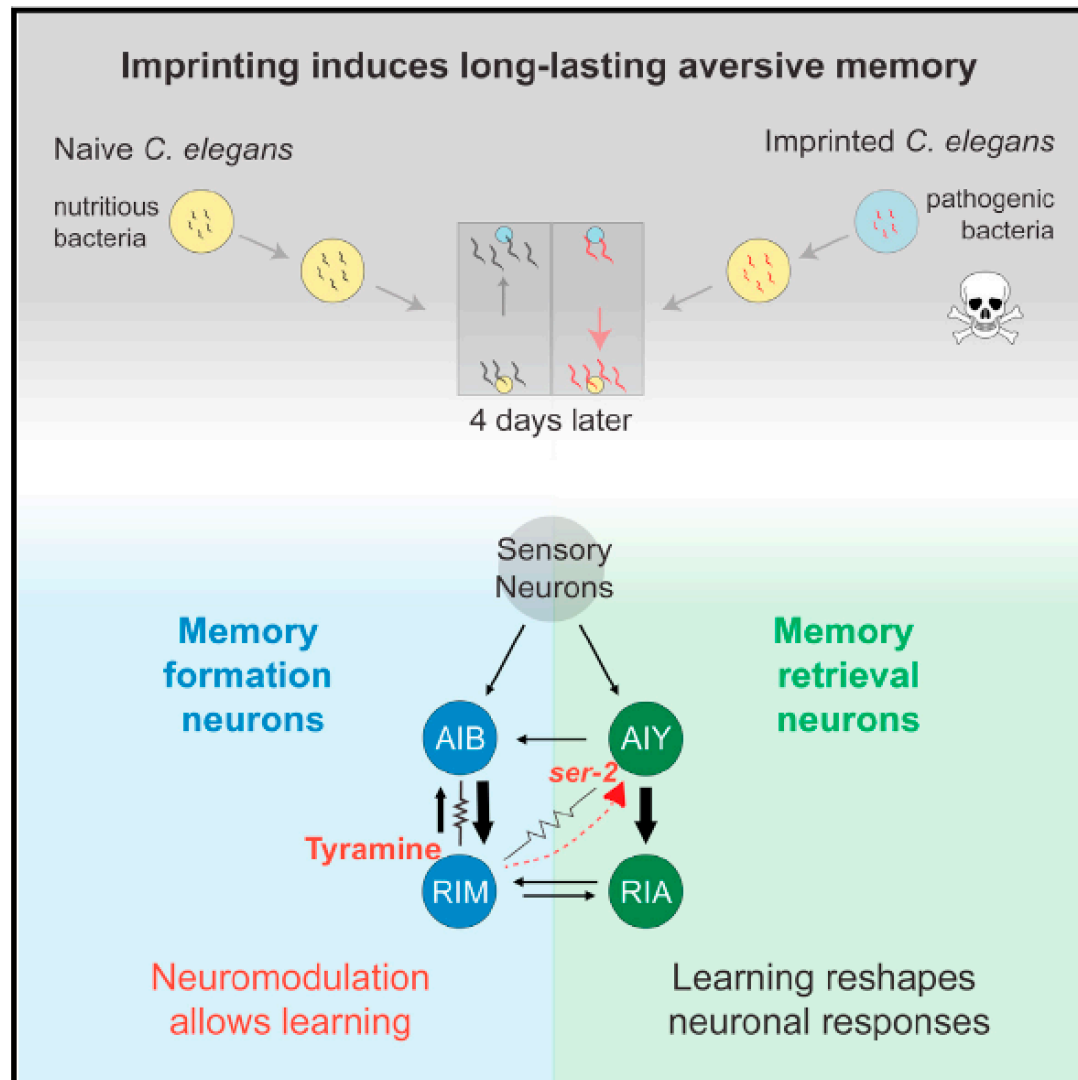 Imprinting induces long-lasting aversive memory
Naive C. elegans
Imprinted C. elegans
nutritious
bacteria
pathogenic
bacteria
4 days later
Sensory
Neurons
Memory
formation
neurons
Memory
retrieval
neurons
AIB
AIY
ser-2
Tyramine
RIM
RIA
Neuromodulation
allows learning
Learning reshapes
neuronal responses